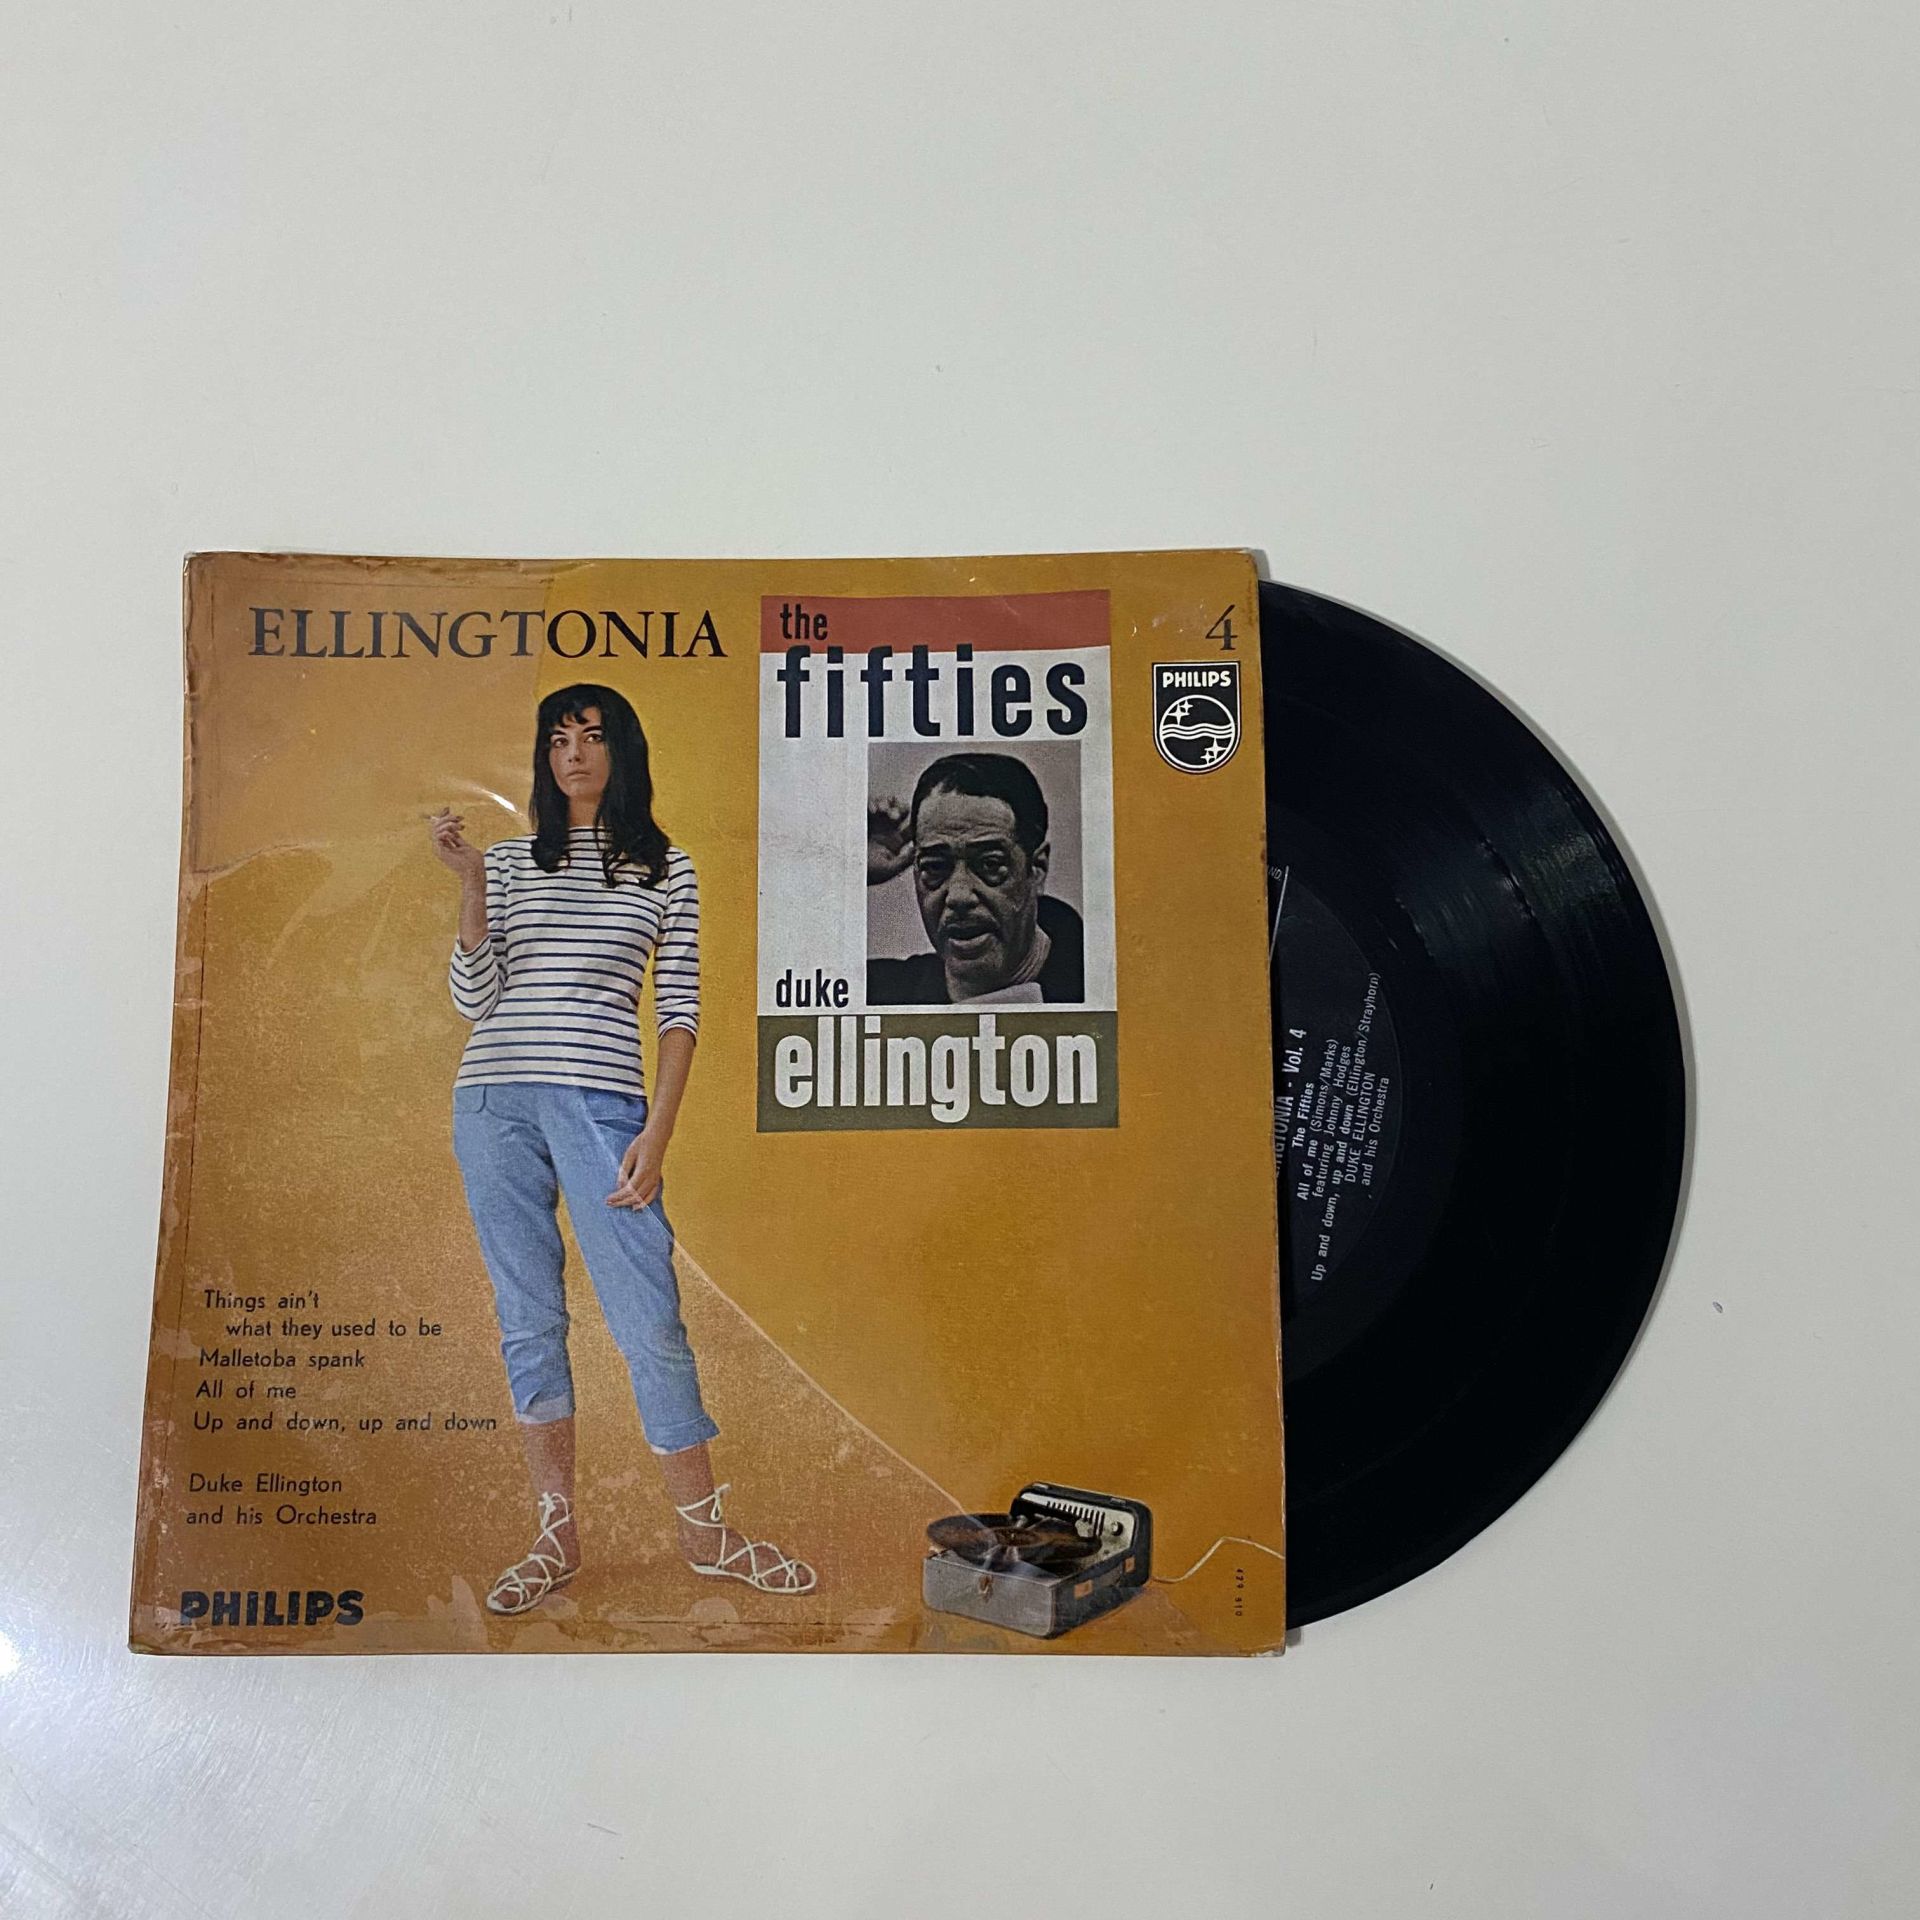 ELLINGTONIA
the
fifties
duke
ellington
4
PHILIPS
Things ain't
what they used to be
Malletoba spank
All of me
Up and down, up and down
Duke Ellington
and his Orchestra
PHILIPS
429 510
Vol. 4
The Fifties
All of me (Simons/Marks)
featuring Johnny Hodges
Up and down, up and down (Ellington/Strayhorn)
DUKE ELLINGTON
and his Orchestra